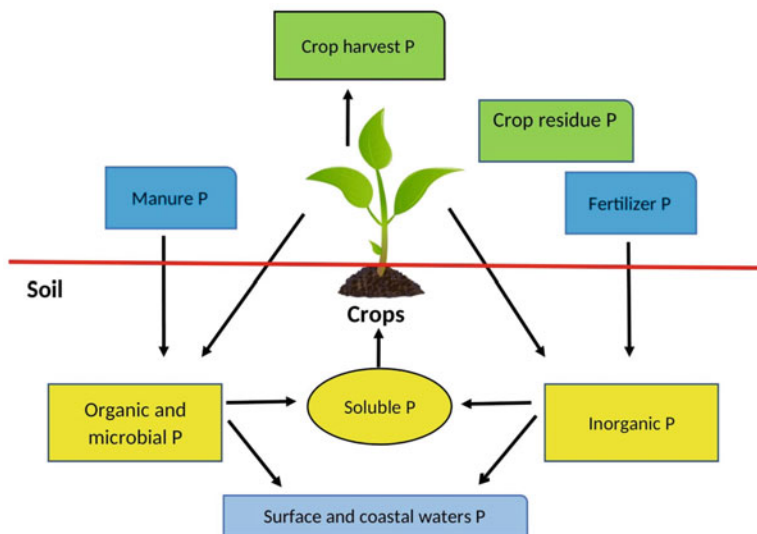 Crop harvest P
Crop residue P
Manure P
Fertilizer P
Soil
Crops
Organic and
microbial P
Soluble P
Inorganic P
Surface and coastal waters P